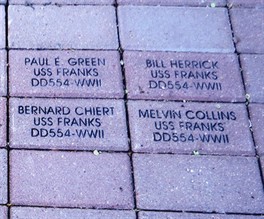 PAUL E. GREEN
USS FRANKS
DD554-WWII
BILL HERRICK
USS FRANKS
DD554-WWII
BERNARD CHIERT
USS FRANKS
DD554-WWII
MELVIN COLLINS
USS FRANKS
DD554-WWII